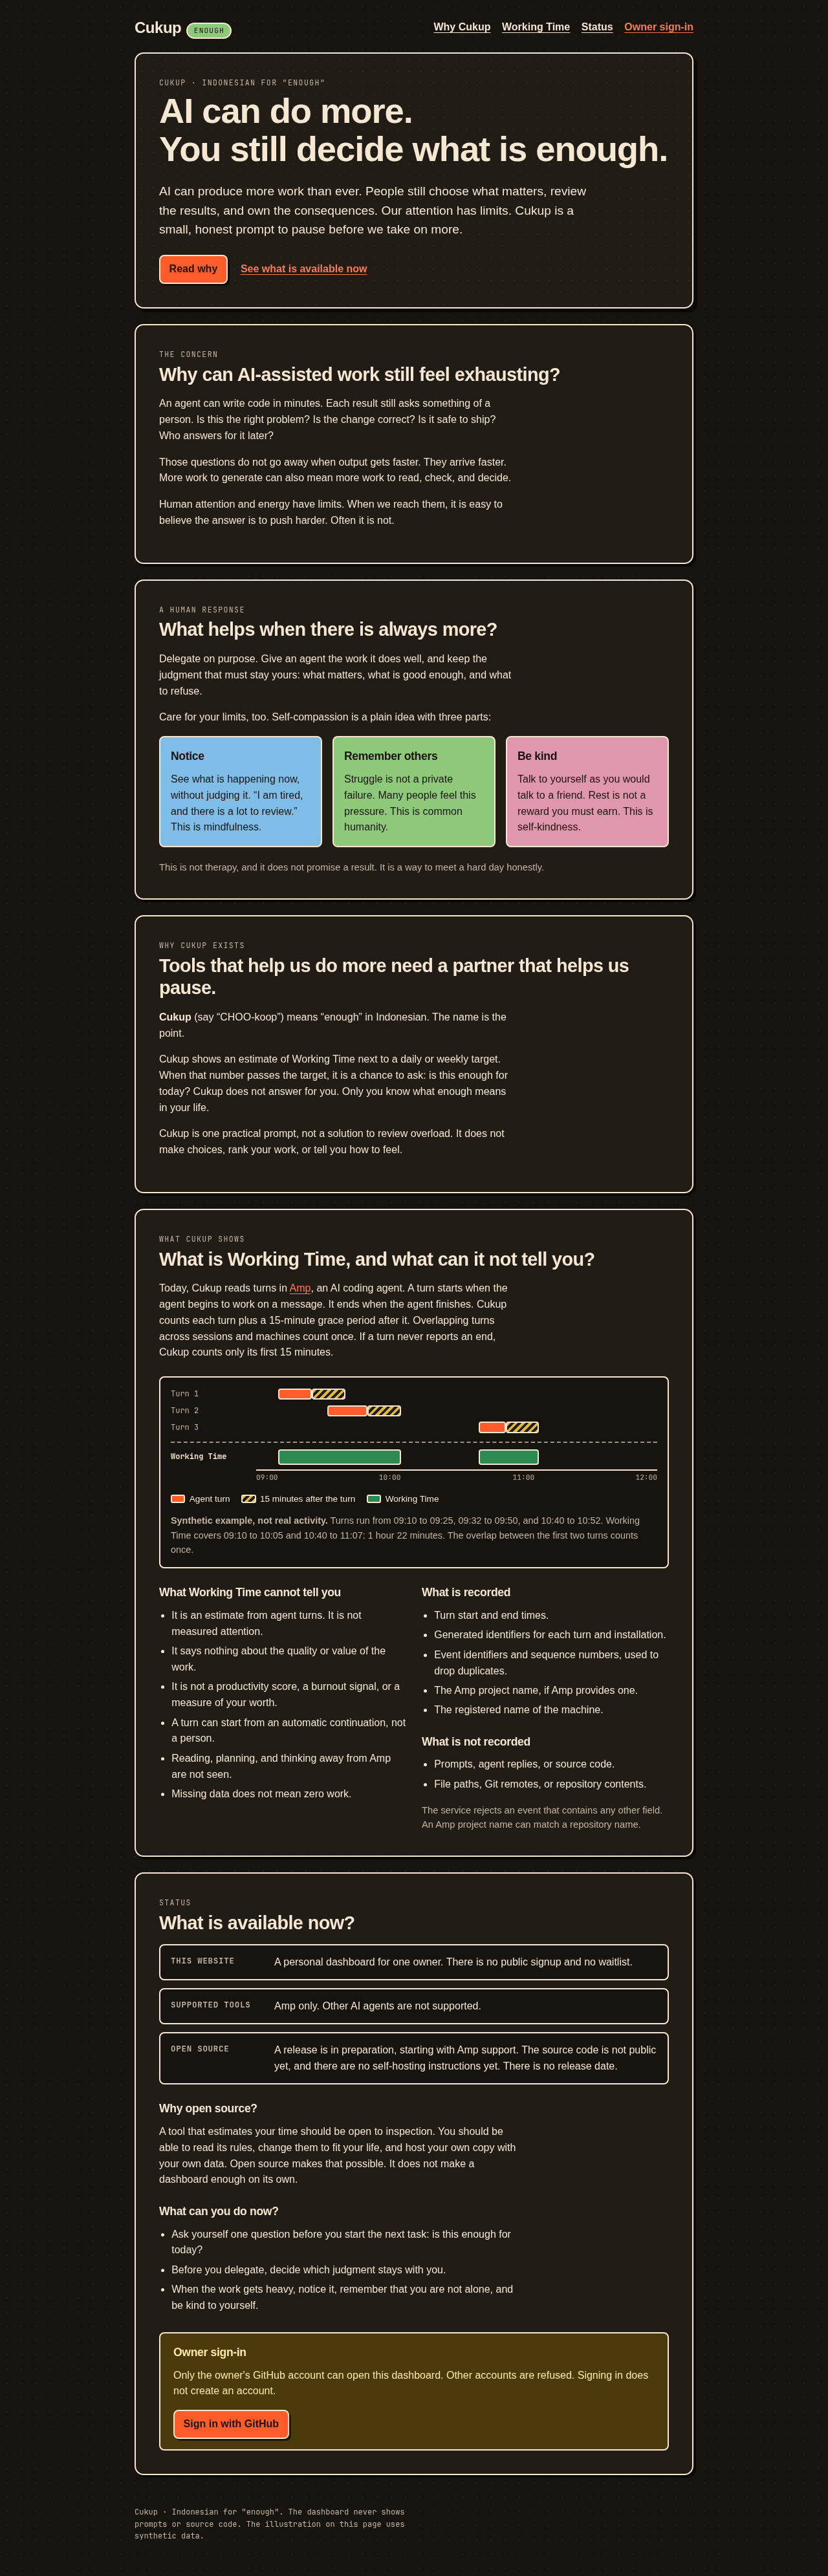 Cukup ENOUGH
Why Cukup Working Time Status Owner sign-in
CUKUP · INDONESIAN FOR "ENOUGH"
AI can do more.
You still decide what is enough.
AI can produce more work than ever. People still choose what matters, review
the results, and own the consequences. Our attention has limits. Cukup is a
small, honest prompt to pause before we take on more.
Read why
See what is available now
THE CONCERN
Why can AI-assisted work still feel exhausting?
An agent can write code in minutes. Each result still asks something of a
person. Is this the right problem? Is the change correct? Is it safe to ship?
Who answers for it later?
Those questions do not go away when output gets faster. They arrive faster.
More work to generate can also mean more work to read, check, and decide.
Human attention and energy have limits. When we reach them, it is easy to
believe the answer is to push harder. Often it is not.
A HUMAN RESPONSE
What helps when there is always more?
Delegate on purpose. Give an agent the work it does well, and keep the
judgment that must stay yours: what matters, what is good enough, and what
to refuse.
Care for your limits, too. Self-compassion is a plain idea with three parts:
Notice
See what is happening now,
without judging it. “I am tired,
and there is a lot to review.”
This is mindfulness.
Remember others
Struggle is not a private
failure. Many people feel this
pressure. This is common
humanity.
Be kind
Talk to yourself as you would
talk to a friend. Rest is not a
reward you must earn. This is
self-kindness.
This is not therapy, and it does not promise a result. It is a way to meet a hard day honestly.
WHY CUKUP EXISTS
Tools that help us do more need a partner that helps us
pause.
Cukup (say “CHOO-koop”) means “enough” in Indonesian. The name is the
point.
Cukup shows an estimate of Working Time next to a daily or weekly target.
When that number passes the target, it is a chance to ask: is this enough for
today? Cukup does not answer for you. Only you know what enough means
in your life.
Cukup is one practical prompt, not a solution to review overload. It does not
make choices, rank your work, or tell you how to feel.
WHAT CUKUP SHOWS
What is Working Time, and what can it not tell you?
Today, Cukup reads turns in Amp, an AI coding agent. A turn starts when the
agent begins to work on a message. It ends when the agent finishes. Cukup
counts each turn plus a 15-minute grace period after it. Overlapping turns
across sessions and machines count once. If a turn never reports an end,
Cukup counts only its first 15 minutes.
Turn 1
Turn 2
Turn 3
Working Time
09:00 10:00 11:00 12:00
Agent turn 15 minutes after the turn Working Time
Synthetic example, not real activity. Turns run from 09:10 to 09:25, 09:32 to 09:50, and 10:40 to 10:52. Working
Time covers 09:10 to 10:05 and 10:40 to 11:07: 1 hour 22 minutes. The overlap between the first two turns counts
once.
What Working Time cannot tell you
• It is an estimate from agent turns. It is not
measured attention.
• It says nothing about the quality or value of the
work.
• It is not a productivity score, a burnout signal, or a
measure of your worth.
• A turn can start from an automatic continuation, not
a person.
• Reading, planning, and thinking away from Amp
are not seen.
• Missing data does not mean zero work.
What is recorded
• Turn start and end times.
• Generated identifiers for each turn and installation.
• Event identifiers and sequence numbers, used to
drop duplicates.
• The Amp project name, if Amp provides one.
• The registered name of the machine.
What is not recorded
• Prompts, agent replies, or source code.
• File paths, Git remotes, or repository contents.
The service rejects an event that contains any other field.
An Amp project name can match a repository name.
STATUS
What is available now?
THIS WEBSITE
A personal dashboard for one owner. There is no public signup and no waitlist.
SUPPORTED TOOLS
Amp only. Other AI agents are not supported.
OPEN SOURCE
A release is in preparation, starting with Amp support. The source code is not public
yet, and there are no self-hosting instructions yet. There is no release date.
Why open source?
A tool that estimates your time should be open to inspection. You should be
able to read its rules, change them to fit your life, and host your own copy with
your own data. Open source makes that possible. It does not make a
dashboard enough on its own.
What can you do now?
• Ask yourself one question before you start the next task: is this enough for
today?
• Before you delegate, decide which judgment stays with you.
• When the work gets heavy, notice it, remember that you are not alone, and
be kind to yourself.
Owner sign-in
Only the owner's GitHub account can open this dashboard. Other accounts are refused. Signing in does
not create an account.
Sign in with GitHub
Cukup · Indonesian for "enough". The dashboard never shows
prompts or source code. The illustration on this page uses
synthetic data.